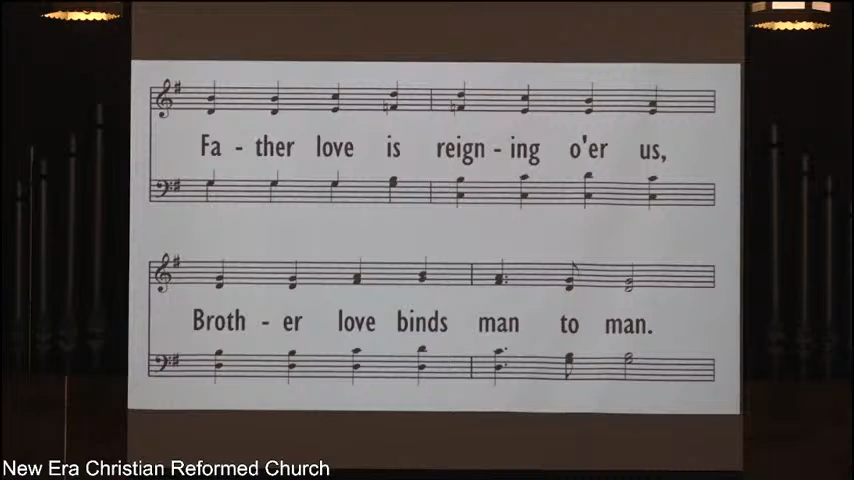 Fa - ther love is reign - ing o'er us,
Broth - er love binds man to man.
New Era Christian Reformed Church